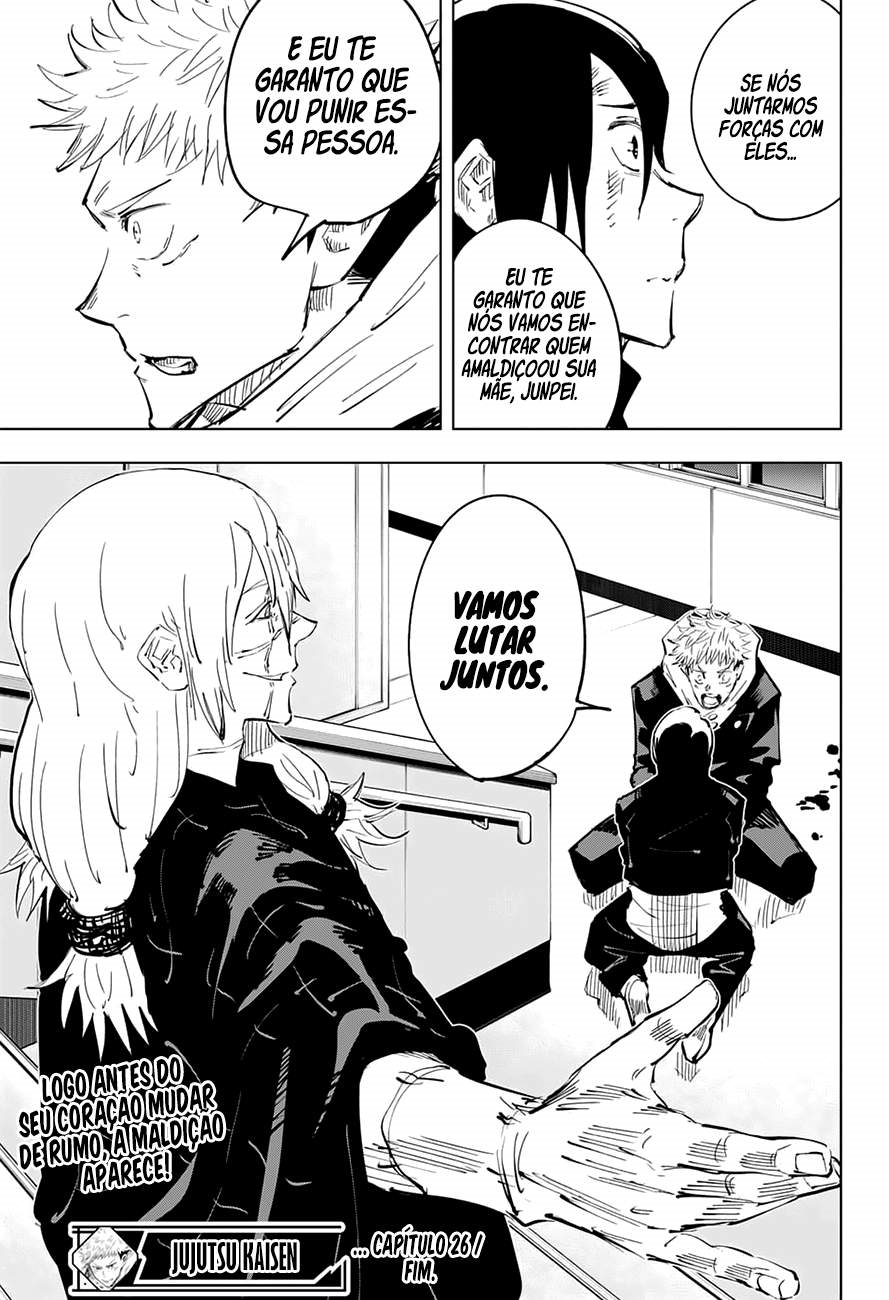 SE NÓS
JUNTARMOS
FORÇAS COM
ELES...
EU TE
GARANTO QUE
NÓS VAMOS EN-
CONTRAR QUEM
AMALDIÇOOU SUA
MÃE, JUNPEI.
E EU TE
GARANTO QUE
VOU PUNIR ES-
SA PESSOA.
VAMOS
LUTAR
JUNTOS.
LOGO ANTES DO
SEU CORAÇAO MUDAR
DE RUMO, A MALDIÇÃO
APARECE!
JUJUTSU KAISEN
... CAPÍTULO 26 /
FIM.